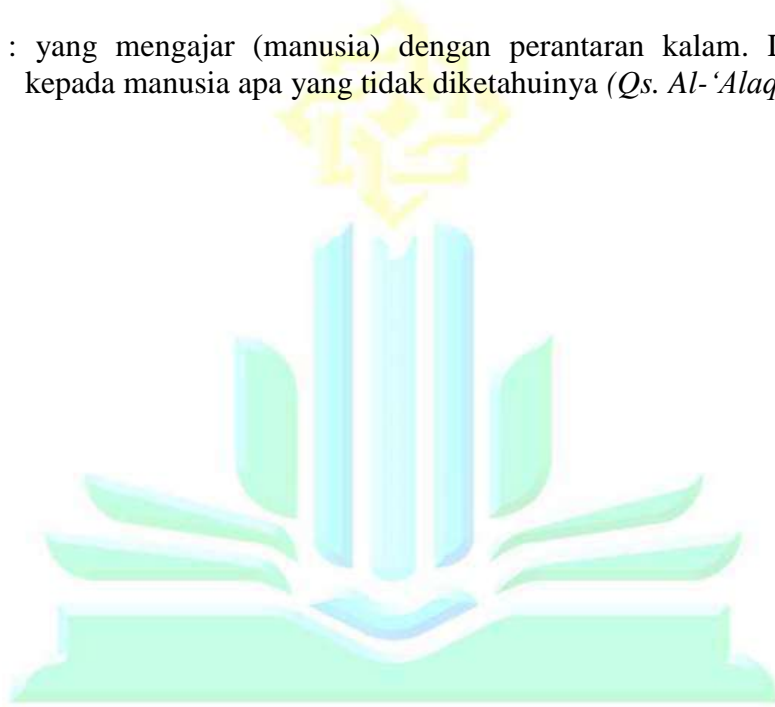 : yang mengajar (manusia) dengan perantaran kalam.
kepada manusia apa yang tidak diketahuinya (Qs. Al-‘Alaq